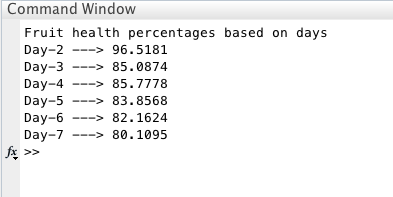 Command Window
Fruit health percentages based on days
Day-2 ---> 96.5181
Day-3 ---> 85.0874
Day-4 ---> 85.7778
Day-5 ---> 83.8568
Day-6 ---> 82.1624
Day-7 ---> 80.1095
fx >>